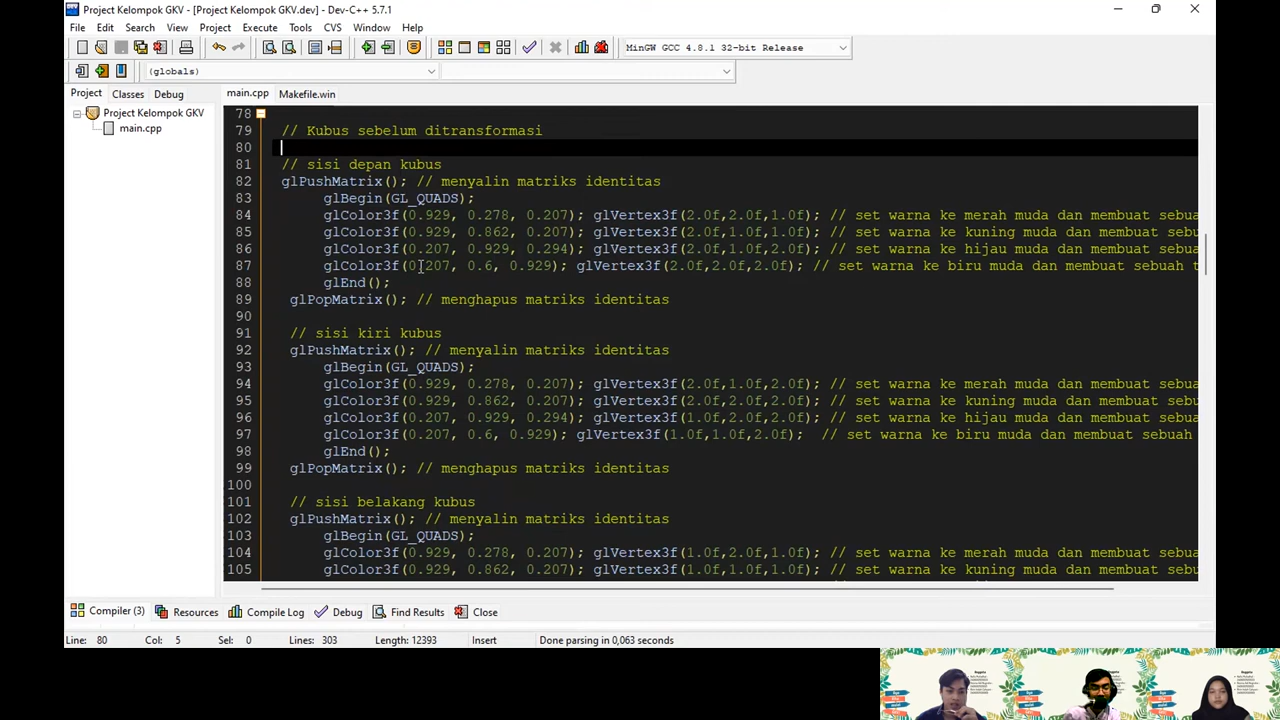 Project Kelompok GKV - [Project Kelompok GKV.dev] - Dev-C++ 5.7.1
File Edit Search View Project Execute Tools CVS Window Help
MinGW GCC 4.8.1 32-bit Release
(globals)
Project Classes Debug
main.cpp Makefile.win
Project Kelompok GKV
main.cpp
78
79 // Kubus sebelum ditransformasi
80
81 // sisi depan kubus
82 glPushMatrix(); // menyalin matriks identitas
83 glBegin(GL_QUADS);
84 glColor3f(0.929, 0.278, 0.207); glVertex3f(2.0f,2.0f,1.0f); // set warna ke merah muda dan membuat sebua
85 glColor3f(0.929, 0.862, 0.207); glVertex3f(2.0f,1.0f,1.0f); // set warna ke kuning muda dan membuat sebu
86 glColor3f(0.207, 0.929, 0.294); glVertex3f(2.0f,1.0f,2.0f); // set warna ke hijau muda dan membuat sebua
87 glColor3f(0.207, 0.6, 0.929); glVertex3f(2.0f,2.0f,2.0f); // set warna ke biru muda dan membuat sebuah t
88 glEnd();
89 glPopMatrix(); // menghapus matriks identitas
90
91 // sisi kiri kubus
92 glPushMatrix(); // menyalin matriks identitas
93 glBegin(GL_QUADS);
94 glColor3f(0.929, 0.278, 0.207); glVertex3f(2.0f,1.0f,2.0f); // set warna ke merah muda dan membuat sebua
95 glColor3f(0.929, 0.862, 0.207); glVertex3f(2.0f,2.0f,2.0f); // set warna ke kuning muda dan membuat sebu
96 glColor3f(0.207, 0.929, 0.294); glVertex3f(1.0f,2.0f,2.0f); // set warna ke hijau muda dan membuat sebua
97 glColor3f(0.207, 0.6, 0.929); glVertex3f(1.0f,1.0f,2.0f); // set warna ke biru muda dan membuat sebuah
98 glEnd();
99 glPopMatrix(); // menghapus matriks identitas
100
101 // sisi belakang kubus
102 glPushMatrix(); // menyalin matriks identitas
103 glBegin(GL_QUADS);
104 glColor3f(0.929, 0.278, 0.207); glVertex3f(1.0f,2.0f,1.0f); // set warna ke merah muda dan membuat sebua
105 glColor3f(0.929, 0.862, 0.207); glVertex3f(1.0f,1.0f,1.0f); // set warna ke kuning muda dan membuat sebu
Compiler (3) Resources Compile Log Debug Find Results Close
Line: 80 Col: 5 Sel: 0 Lines: 303 Length: 12393 Insert Done parsing in 0,063 seconds